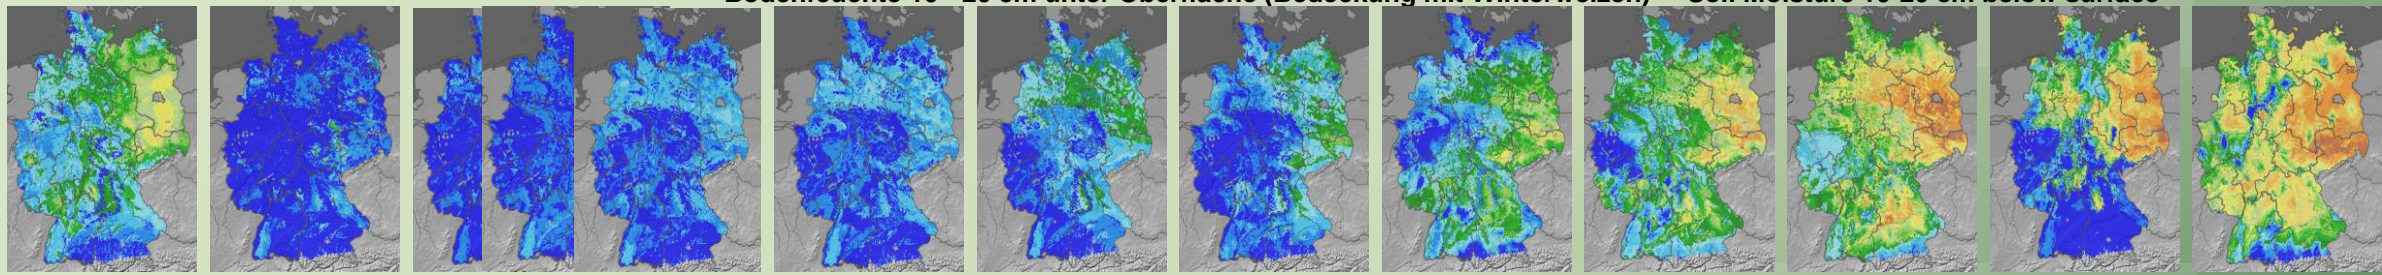 Bodenfeuchte 10 - 20 cm unter Oberfläche (Bedeckung mit Winterweizen) - Soil Moisture 10-20 cm below surface